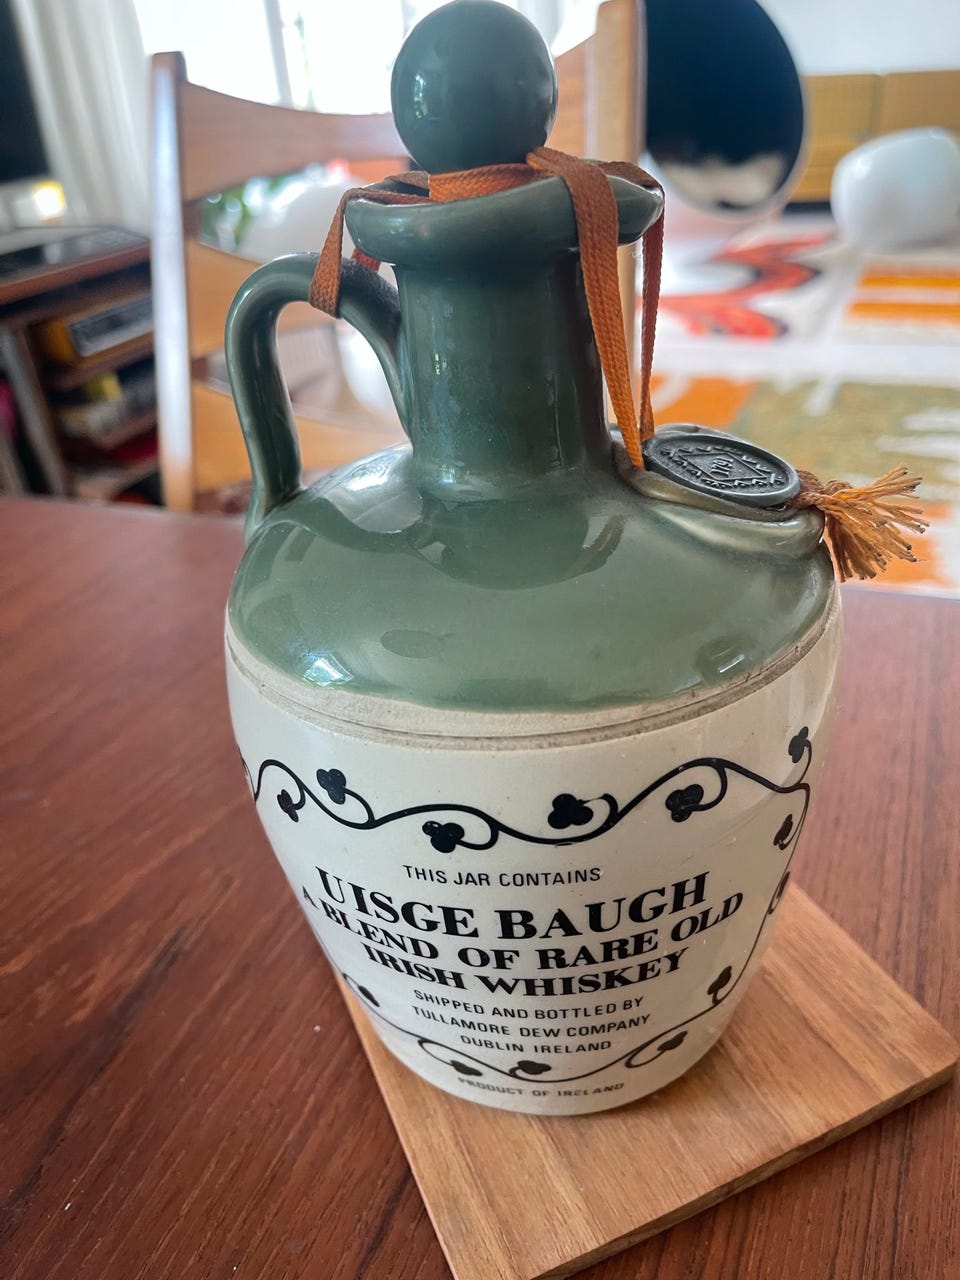 THIS JAR CONTAINS
UISGE BAUGH
A BLEND OF RARE OLD
IRISH WHISKEY
SHIPPED AND BOTTLED BY
TULLAMORE DEW COMPANY
DUBLIN IRELAND
PRODUCT OF IRELAND